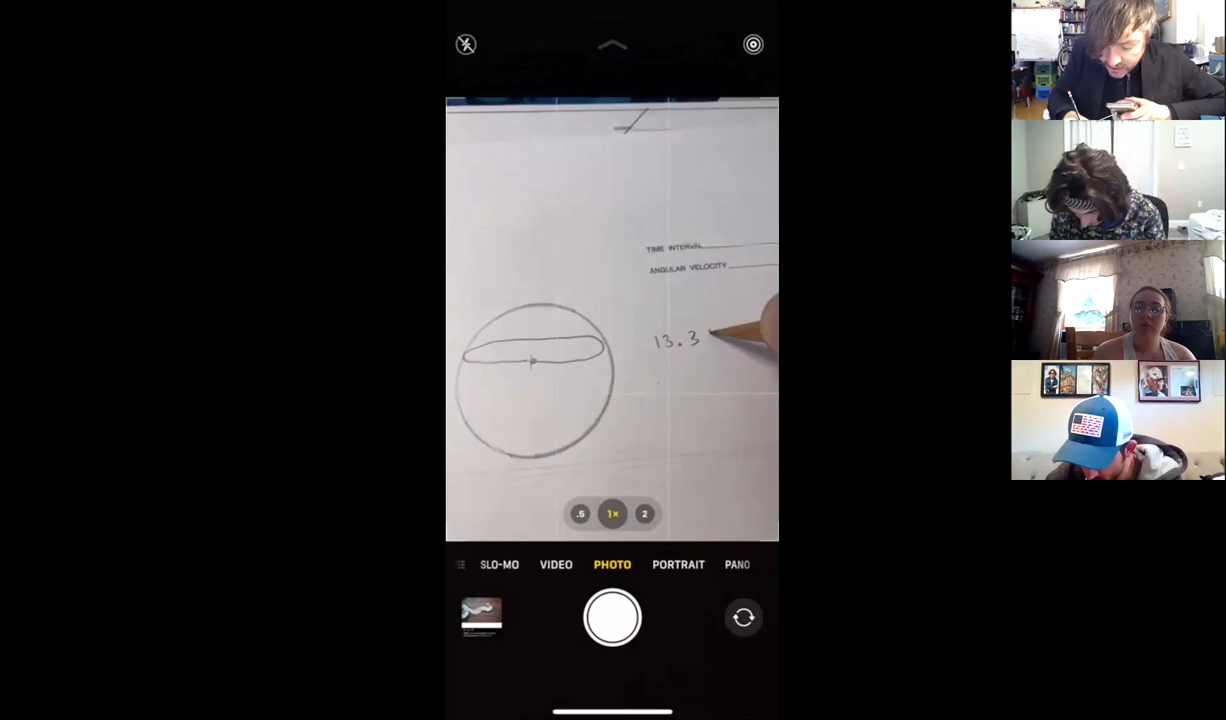 TIME INTERVAL
ANGULAR VELOCITY
13.3
.5 1× 2
SLO-MO VIDEO PHOTO PORTRAIT PANO